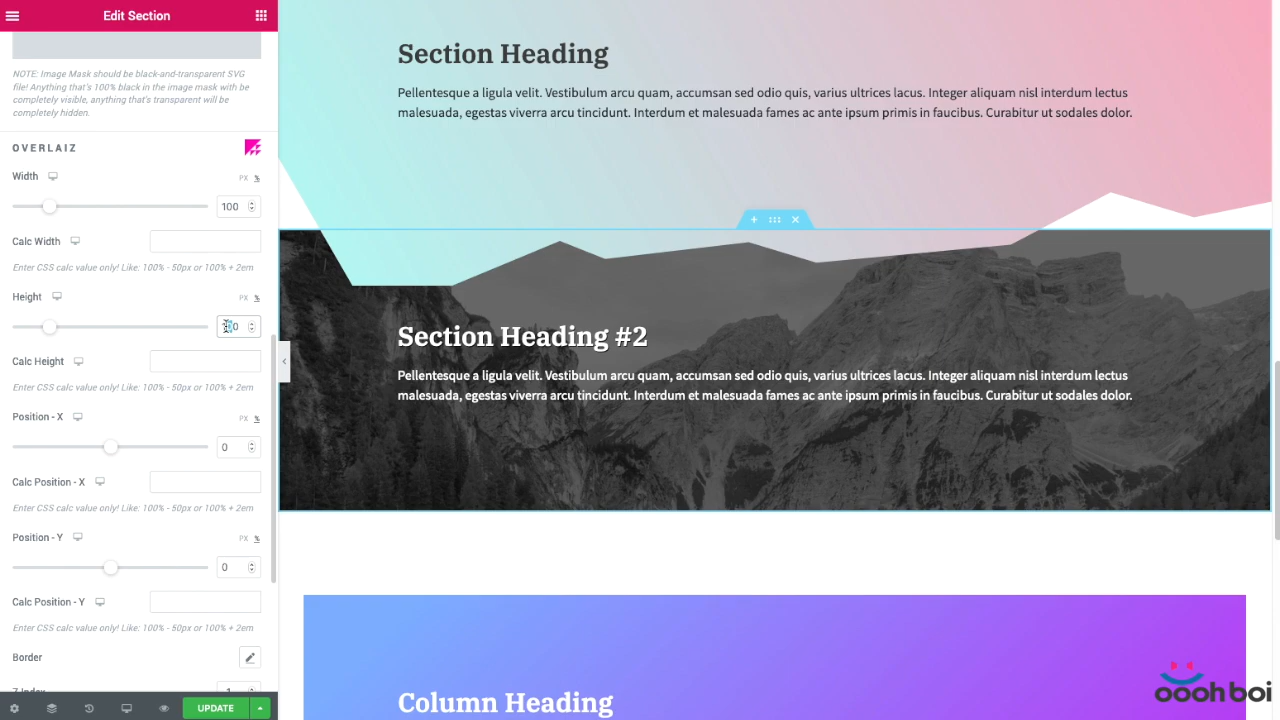 Edit Section
NOTE: Image Mask should be black-and-transparent SVG
file! Anything that's 100% black in the image mask with be
completely visible, anything that's transparent will be
completely hidden.
OVERLAIZ
Width PX %
100
Calc Width
Enter CSS calc value only! Like: 100% - 50px or 100% + 2em
Height PX %
Calc Height
Enter CSS calc value only! Like: 100% - 50px or 100% + 2em
Position - X PX %
0
Calc Position - X
Enter CSS calc value only! Like: 100% - 50px or 100% + 2em
Position - Y PX %
0
Calc Position - Y
Enter CSS calc value only! Like: 100% - 50px or 100% + 2em
Border
Z Index
UPDATE
Section Heading
Pellentesque a ligula velit. Vestibulum arcu quam, accumsan sed odio quis, varius ultrices lacus. Integer aliquam nisl interdum lectus
malesuada, egestas viverra arcu tincidunt. Interdum et malesuada fames ac ante ipsum primis in faucibus. Curabitur ut sodales dolor.
Section Heading #2
Pellentesque a ligula velit. Vestibulum arcu quam, accumsan sed odio quis, varius ultrices lacus. Integer aliquam nisl interdum lectus
malesuada, egestas viverra arcu tincidunt. Interdum et malesuada fames ac ante ipsum primis in faucibus. Curabitur ut sodales dolor.
Column Heading
oooh boi